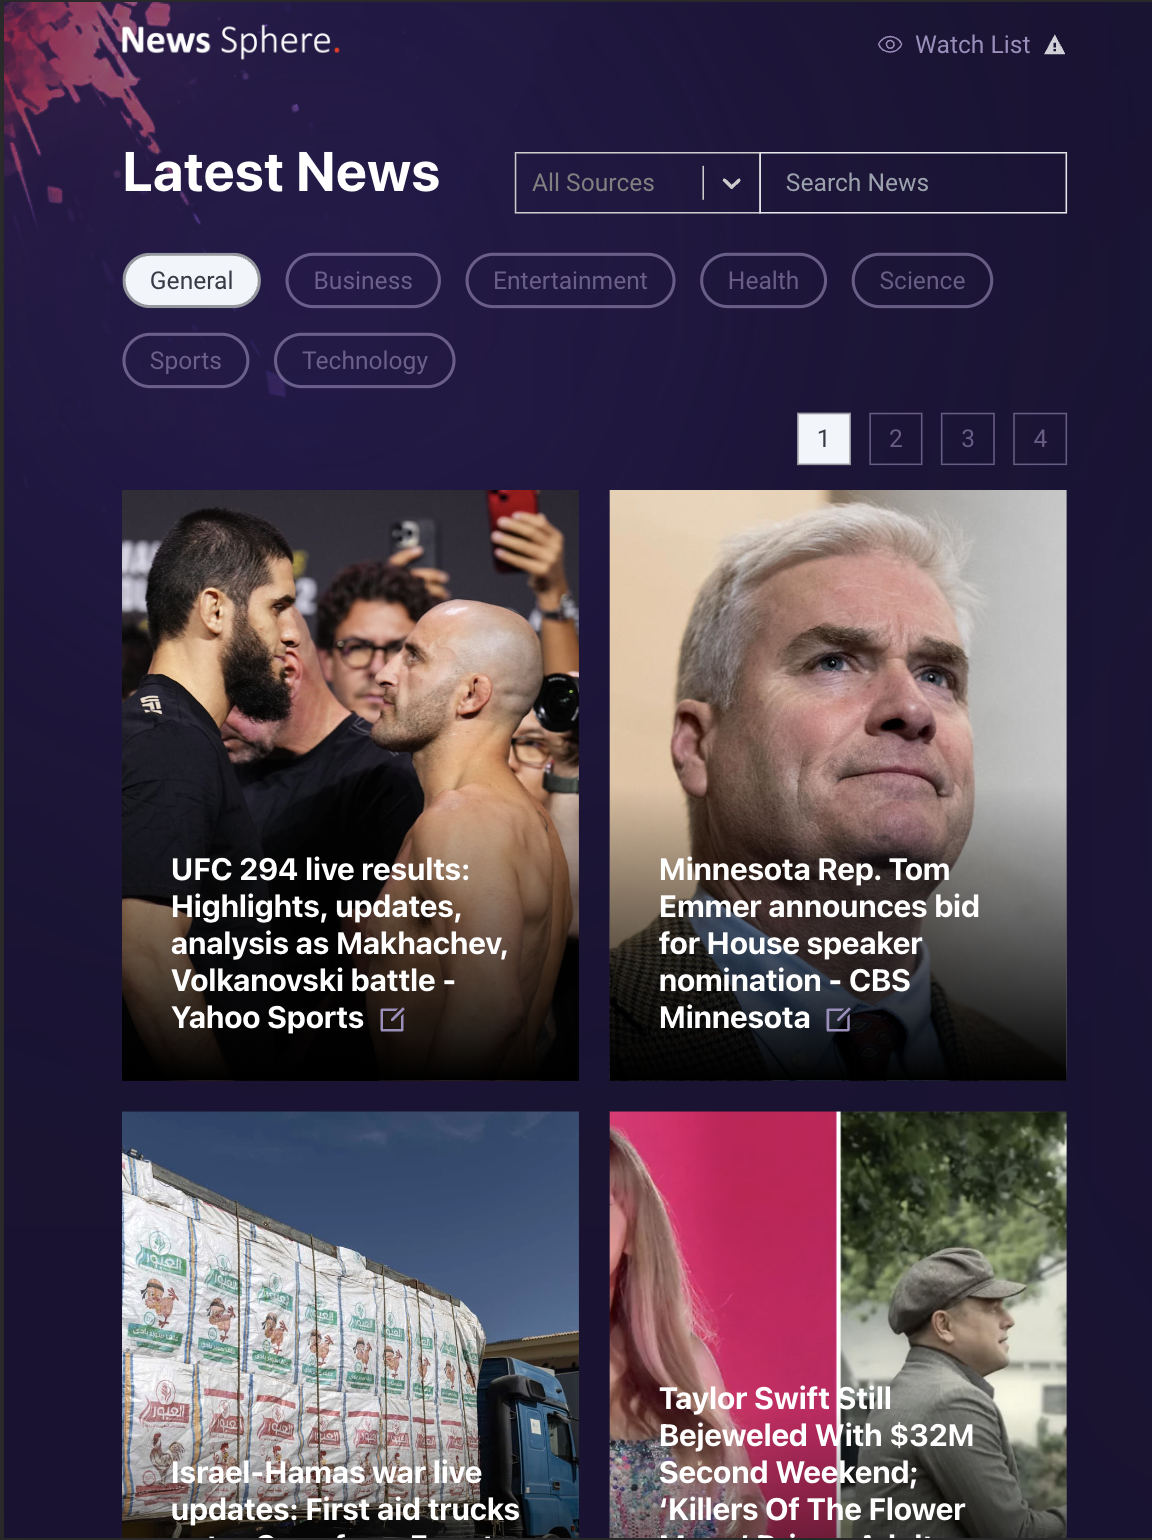 News Sphere.
Watch List
Latest News
All Sources
Search News
General
Business
Entertainment
Health
Science
Sports
Technology
1
2
3
4
UFC 294 live results:
Highlights, updates,
analysis as Makhachev,
Volkanovski battle -
Yahoo Sports
Minnesota Rep. Tom
Emmer announces bid
for House speaker
nomination - CBS
Minnesota
العبور
Israel-Hamas war live
updates: First aid trucks
Taylor Swift Still
Bejeweled With $32M
Second Weekend;
‘Killers Of The Flower